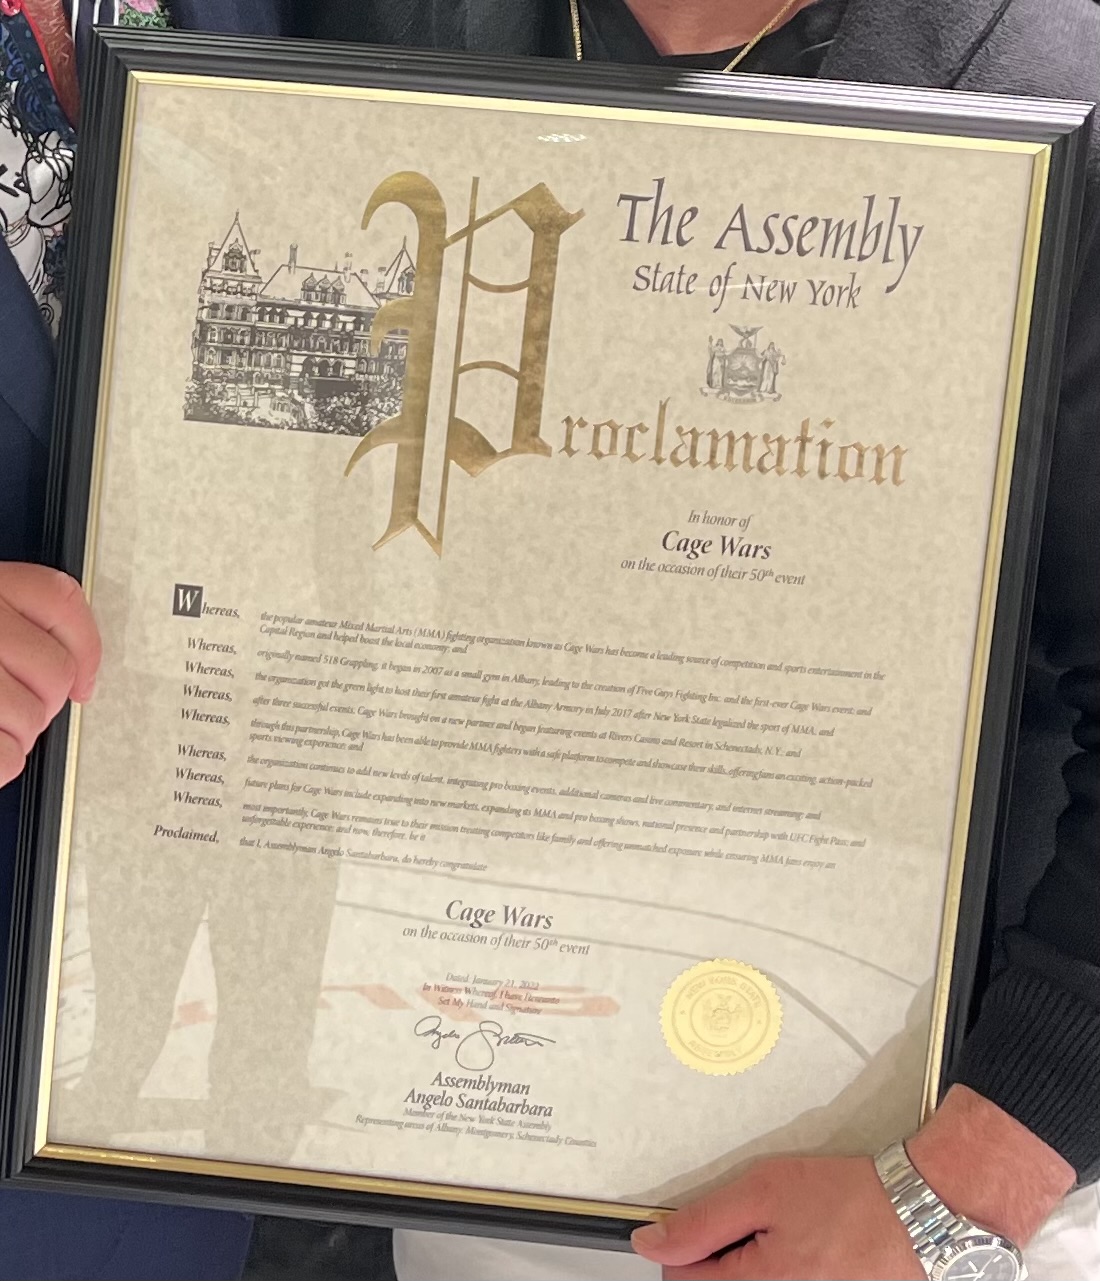 The Assembly
State of New York
Proclamation
In honor of
Cage Wars
on the occasion of their 50th event
Whereas, the popular amateur Mixed Martial Arts (MMA) fighting organization known as Cage Wars has become a leading source of competition and sports entertainment in the
Capital Region and helped boost the local economy; and
Whereas, originally named 518 Grappling, it began in 2007 as a small gym in Albany, leading to the creation of Five Guys Fighting Inc. and the first-ever Cage Wars event; and
Whereas, the organization got the green light to host their first amateur fight at the Albany Armory in July 2017 after New York State legalized the sport of MMA; and
Whereas, after three successful events, Cage Wars brought on a new partner and began featuring events at Rivers Casino and Resort in Schenectady, N.Y.; and
Whereas, through this partnership, Cage Wars has been able to provide MMA fighters with a safe platform to compete and showcase their skills, offering fans an exciting, action-packed
sports viewing experience; and
Whereas, the organization continues to add new levels of talent, integrating pro boxing events, additional cameras and live commentary, and internet streaming; and
Whereas, future plans for Cage Wars include expanding into new markets, expanding its MMA and pro boxing shows, national presence and partnership with UFC Fight Pass; and
Whereas, most importantly, Cage Wars remains true to their mission treating competitors like family and offering unmatched exposure while ensuring MMA fans enjoy an
unforgettable experience; and now, therefore, be it
Proclaimed, that I, Assemblyman Angelo Santabarbara, do hereby congratulate
Cage Wars
on the occasion of their 50th event
Dated: January 21, 2022
In Witness Whereof, I have Hereunto
Set My Hand and Signature
Assemblyman
Angelo Santabarbara
Member of the New York State Assembly
Representing areas of Albany, Montgomery, Schenectady Counties
NEW YORK STATE